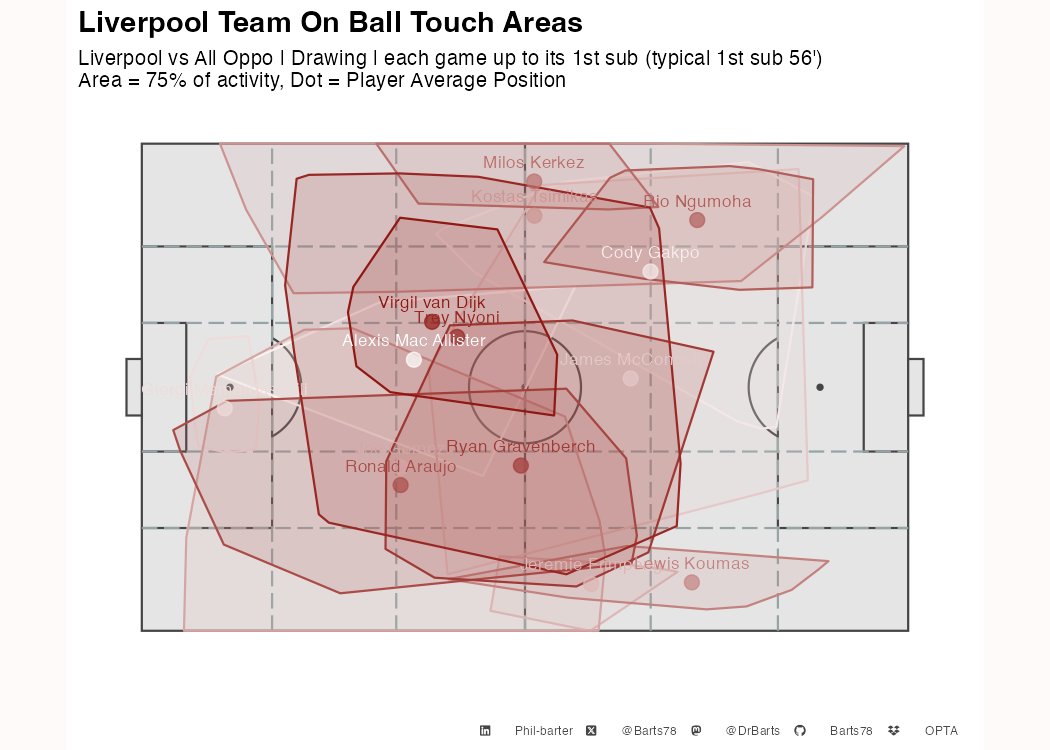 Liverpool Team On Ball Touch Areas
Liverpool vs All Oppo | Drawing | each game up to its 1st sub (typical 1st sub 56')
Area = 75% of activity, Dot = Player Average Position
Milos Kerkez
Kostas Tsimikas
Rio Ngumoha
Cody Gakpo
Virgil van Dijk
Trey Nyoni
Alexis Mac Allister
James McConn
Ryan Gravenberch
Ronald Araujo
Jeremie Frimpong
Lewis Koumas
Phil-barter @Barts78 @DrBarts Barts78 OPTA